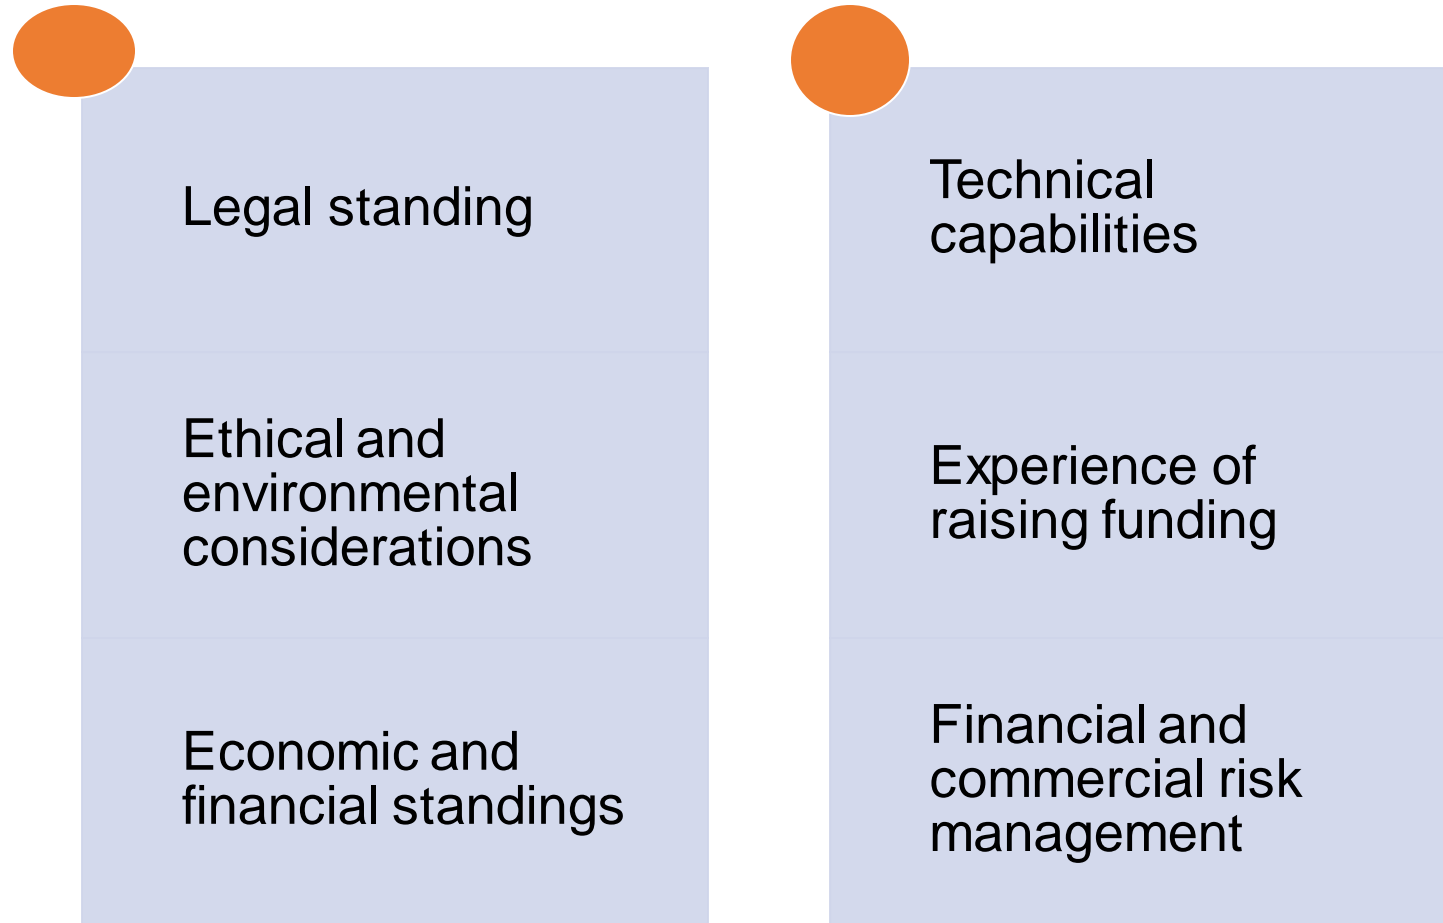 Legal standing
Ethical and
environmental
considerations
Economic and
financial standings
Technical
capabilities
Experience of
raising funding
Financial and
commercial risk
management